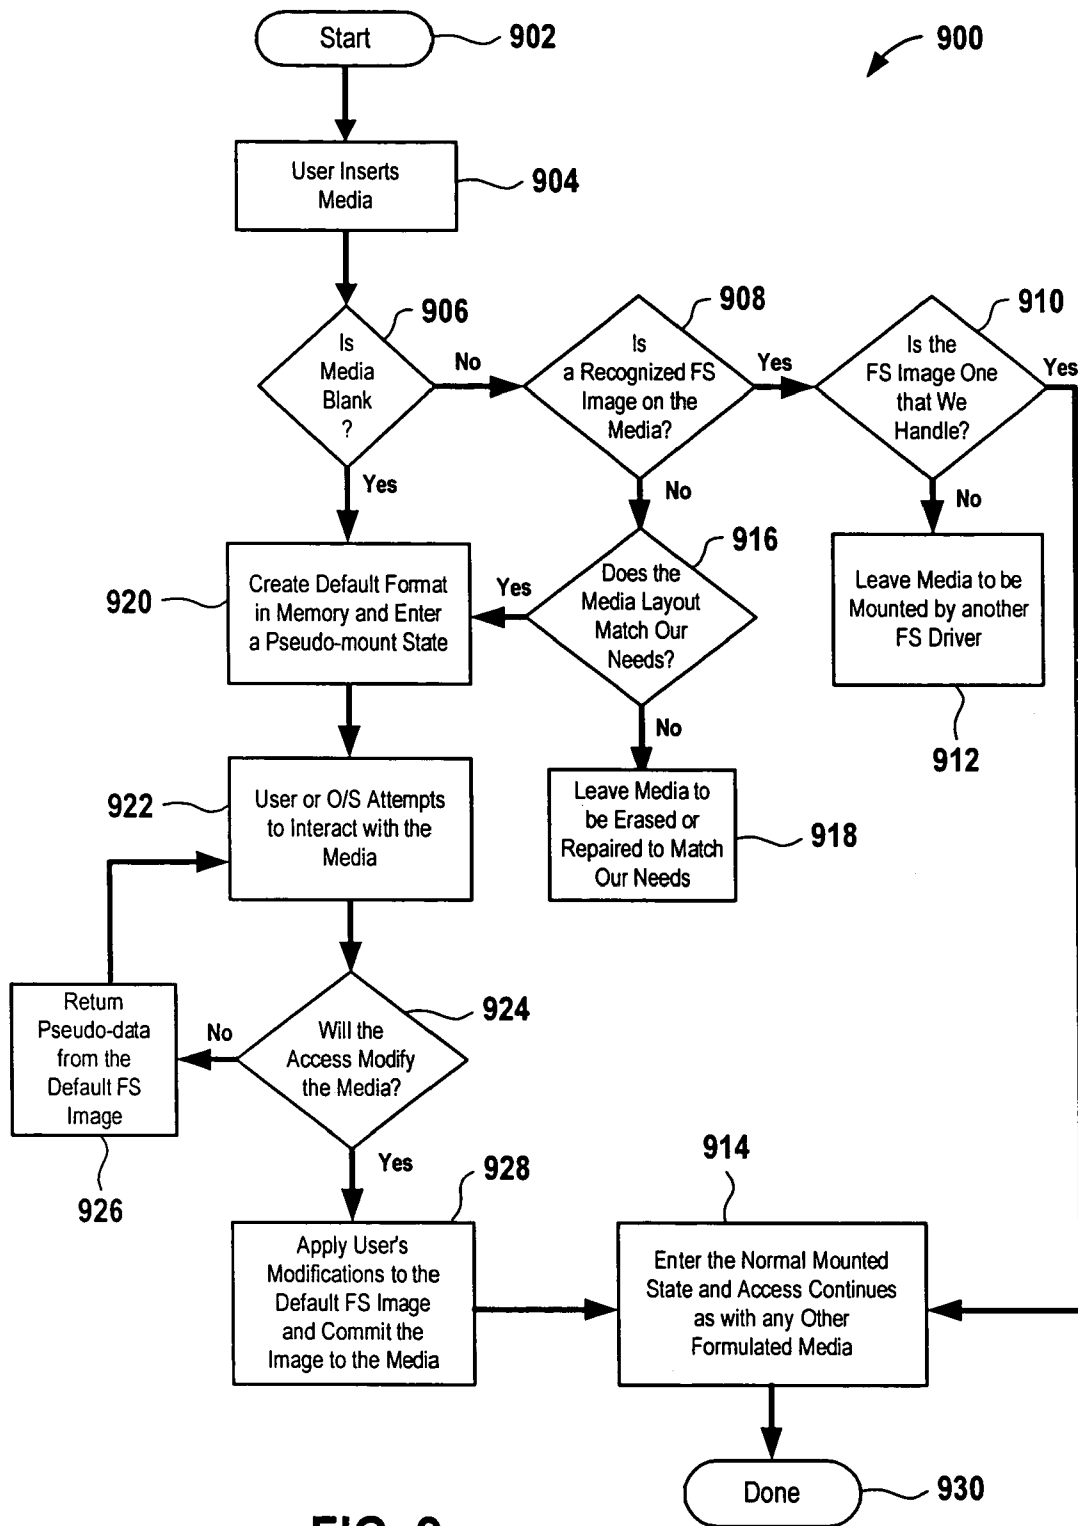 Start
902
900
User Inserts
Media
904
Is
Media
Blank
?
906
No
Yes
Is
a Recognized FS
Image on the
Media?
908
Yes
No
Is the
FS Image One
that We
Handle?
910
Yes
No
Leave Media to be
Mounted by another
FS Driver
912
Does the
Media Layout
Match Our
Needs?
916
Yes
No
Leave Media to
be Erased or
Repaired to Match
Our Needs
918
920
Create Default Format
in Memory and Enter
a Pseudo-mount State
922
User or O/S Attempts
to Interact with the
Media
Will the
Access Modify
the Media?
924
No
Yes
Return
Pseudo-data
from the
Default FS
Image
926
Apply User's
Modifications to the
Default FS Image
and Commit the
Image to the Media
928
914
Enter the Normal Mounted
State and Access Continues
as with any Other
Formulated Media
Done
930